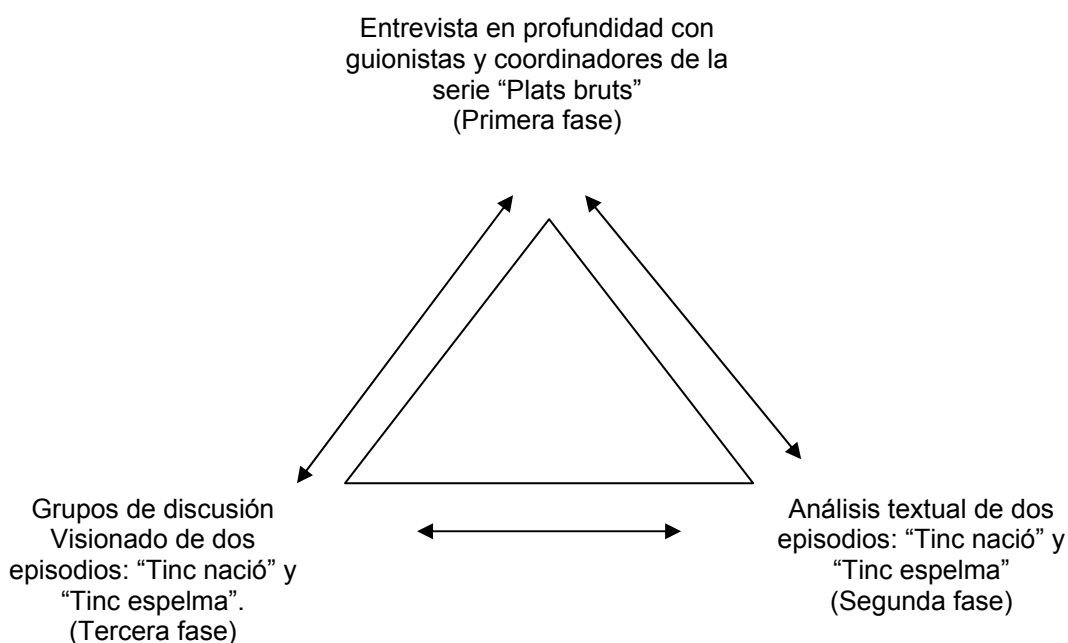 Entrevista en profundidad con
guionistas y coordinadores de la
serie “Plats bruts”
(Primera fase)
Grupos de discusión
Visionado de dos
episodios: “Tinc nació” y
“Tinc espelma”.
(Tercera fase)
Análisis textual de dos
episodios: “Tinc nació” y
“Tinc espelma”
(Segunda fase)